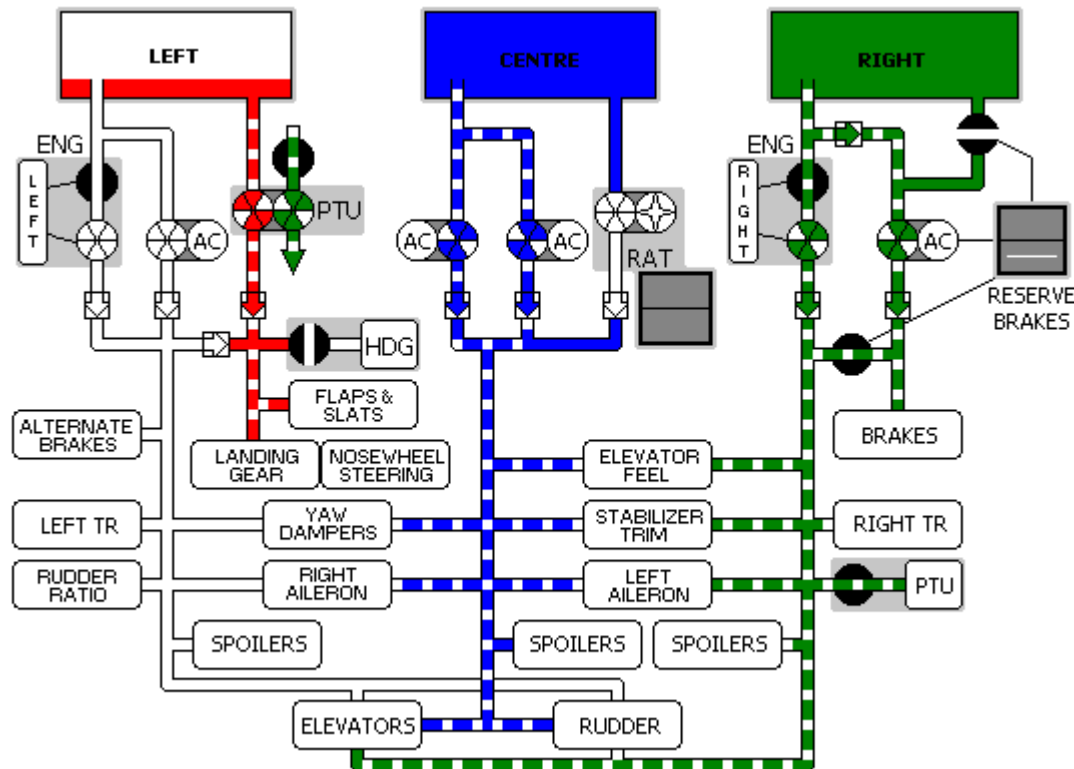 LEFT
CENTRE
RIGHT
ENG
LEFT
AC
PTU
AC
AC
RAT
ENG
RIGHT
AC
RESERVE
BRAKES
HDG
FLAPS &
SLATS
ALTERNATE
BRAKES
LANDING
GEAR
NOSEWHEEL
STEERING
ELEVATOR
FEEL
BRAKES
LEFT TR
YAW
DAMPERS
STABILIZER
TRIM
RIGHT TR
RUDDER
RATIO
RIGHT
AILERON
LEFT
AILERON
PTU
SPOILERS
SPOILERS
SPOILERS
ELEVATORS
RUDDER